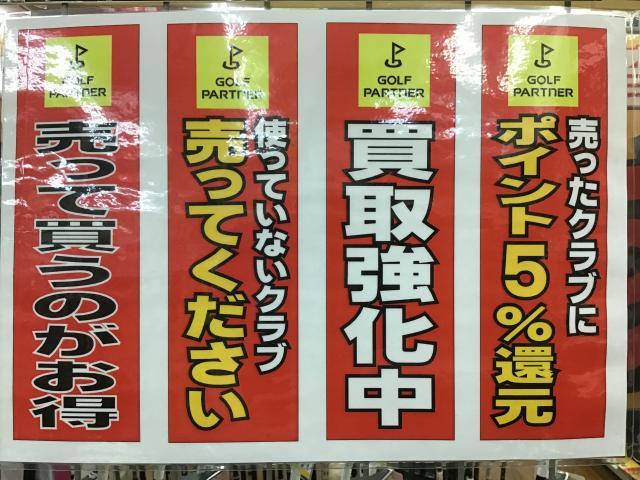 GOLF
PARTNER
売ったクラブに
ポイント5%還元
GOLF
PARTNER
買取強化中
GOLF
PARTNER
使っていないクラブ
売ってください
GOLF
PARTNER
売って買うのがお得